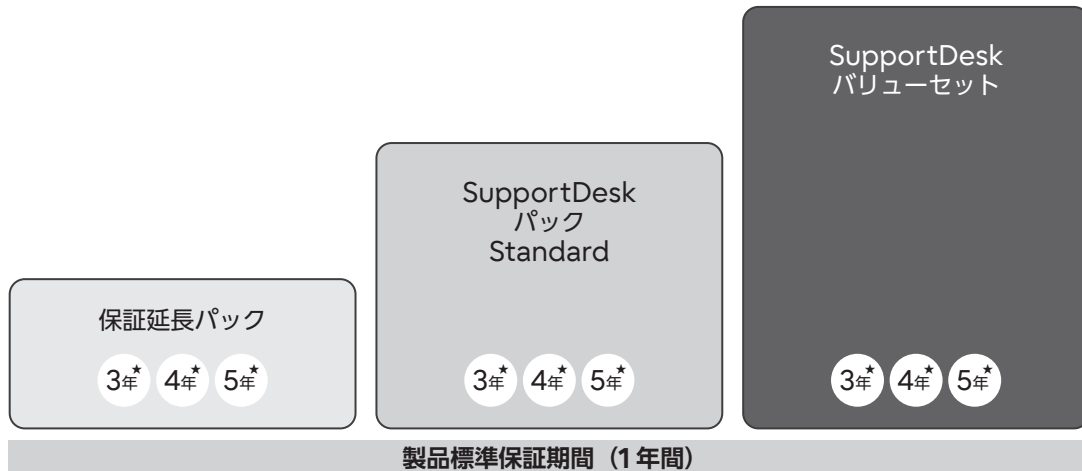 SupportDesk
バリューセット
SupportDesk
パック
Standard
保証延長パック
3年★ 4年★ 5年★
3年★ 4年★ 5年★
3年★ 4年★ 5年★
製品標準保証期間（1年間）